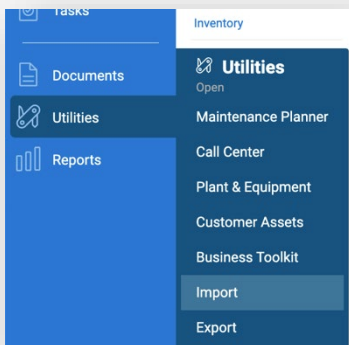 Tasks
Documents
Utilities
Reports
Inventory
Utilities
Open
Maintenance Planner
Call Center
Plant & Equipment
Customer Assets
Business Toolkit
Import
Export